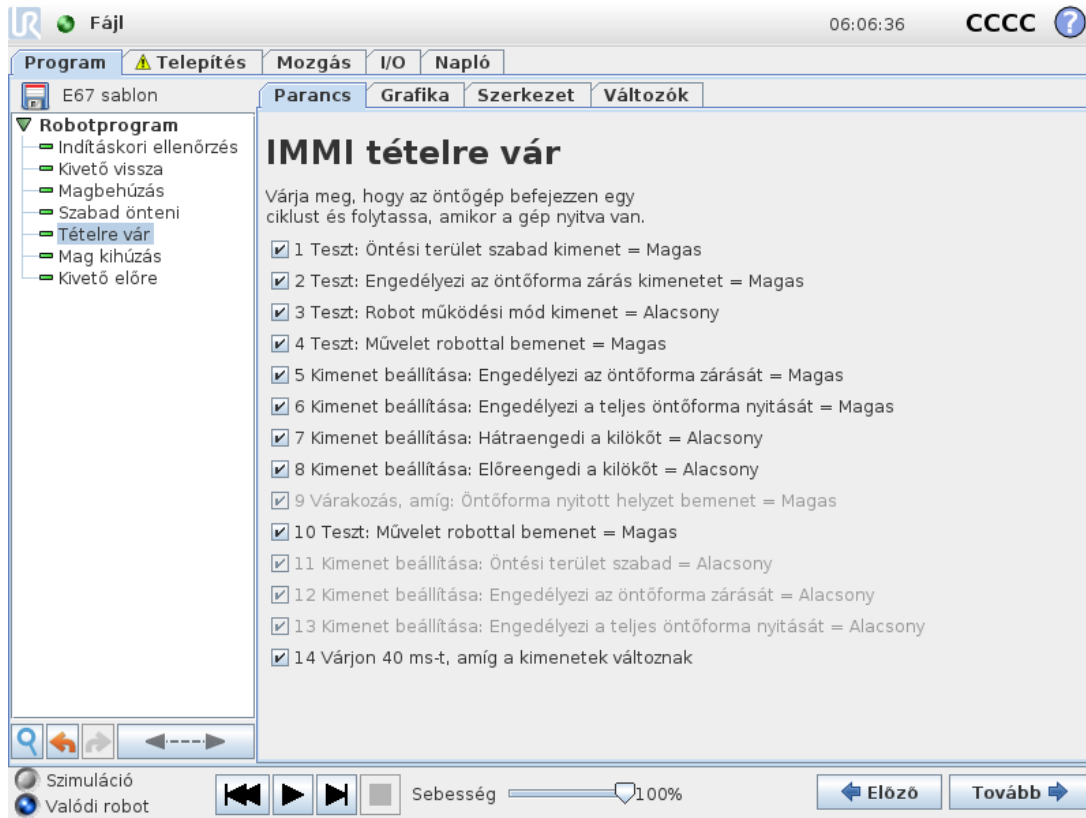 UR Fájl 06:06:36 CCCC ?
Program Telepítés Mozgás I/O Napló
E67 sablon Parancs Grafika Szerkezet Változók
Robotprogram
Indításkori ellenőrzés
Kivető vissza
Magbehúzás
Szabad önteni
Tételre vár
Mag kihúzás
Kivető előre
IMMI tételre vár
Várja meg, hogy az öntőgép befejezzen egy
ciklust és folytassa, amikor a gép nyitva van.
1 Teszt: Öntési terület szabad kimenet = Magas
2 Teszt: Engedélyezi az öntőforma zárás kimenetet = Magas
3 Teszt: Robot működési mód kimenet = Alacsony
4 Teszt: Művelet robottal bemenet = Magas
5 Kimenet beállítása: Engedélyezi az öntőforma zárását = Magas
6 Kimenet beállítása: Engedélyezi a teljes öntőforma nyitását = Magas
7 Kimenet beállítása: Hátraengedi a kilökőt = Alacsony
8 Kimenet beállítása: Előreengedi a kilökőt = Alacsony
9 Várakozás, amíg: Öntőforma nyitott helyzet bemenet = Magas
10 Teszt: Művelet robottal bemenet = Magas
11 Kimenet beállítása: Öntési terület szabad = Alacsony
12 Kimenet beállítása: Engedélyezi az öntőforma zárását = Alacsony
13 Kimenet beállítása: Engedélyezi a teljes öntőforma nyitását = Alacsony
14 Várjon 40 ms-t, amíg a kimenetek változnak
Szimuláció
Valódi robot
Sebesség 100% Előző Tovább